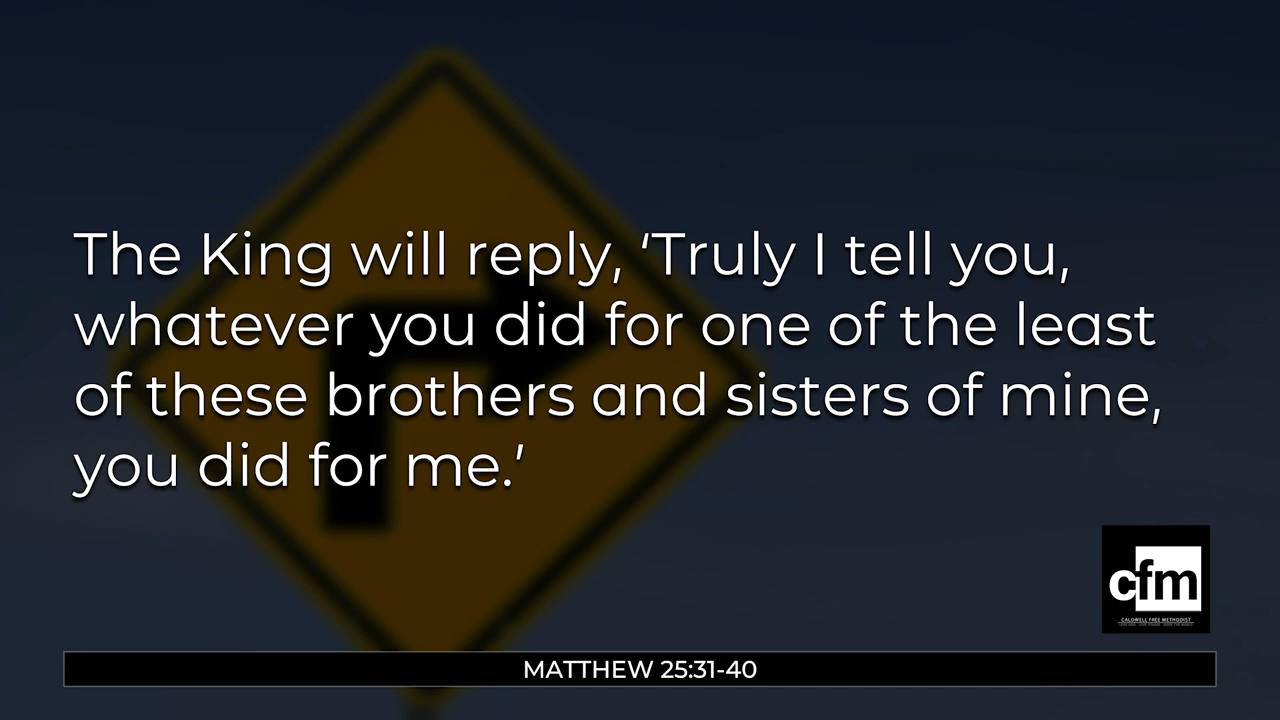 The King will reply, ‘Truly I tell you,
whatever you did for one of the least
of these brothers and sisters of mine,
you did for me.’
cfm
CALDWELL FREE METHODIST
MATTHEW 25:31-40